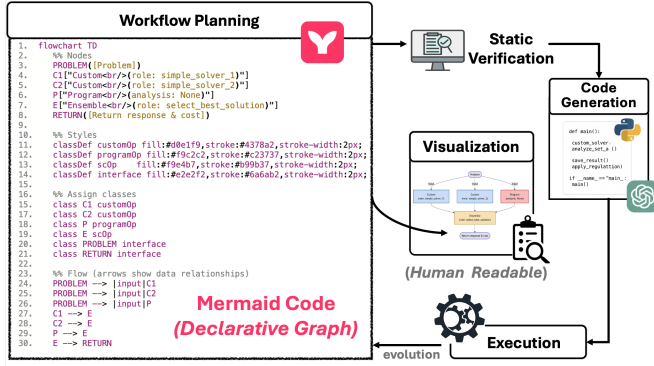 Workflow Planning
1. flowchart TD
2. %% Nodes
3. PROBLEM([Problem])
4. C1["Custom<br/>(role: simple_solver_1)"]
5. C2["Custom<br/>(role: simple_solver_2)"]
6. P["Program<br/>(analysis: None)"]
7. E["Ensemble<br/>(role: select_best_solution)"]
8. RETURN([Return response & cost])
9.
10. %% Styles
11. classDef customOp fill:#d0e1f9,stroke:#4378a2,stroke-width:2px;
12. classDef programOp fill:#f9c2c2,stroke:#c23737,stroke-width:2px;
13. classDef scOp fill:#f9e4b7,stroke:#b99b37,stroke-width:2px;
14. classDef interface fill:#e2e2f2,stroke:#6a6ab2,stroke-width:2px;
14.
16. %% Assign classes
15. class C1 customOp
17. class C2 customOp
18. class P programOp
19. class E scOp
20. class PROBLEM interface
21. class RETURN interface
22.
23. %% Flow (arrows show data relationships)
24. PROBLEM --> |input|C1
25. PROBLEM --> |input|C2
26. PROBLEM --> |input|P
27. C1 --> E
28. C2 --> E
29. P --> E
30. E --> RETURN
Mermaid Code
(Declarative Graph)
Static
Verification
Code
Generation
def main():
custom_solver.
analyze_set_a ()
save_result()
apply_regulattion)
if __name_ =="main_:
main()
Visualization
(Human Readable)
Execution
evolution